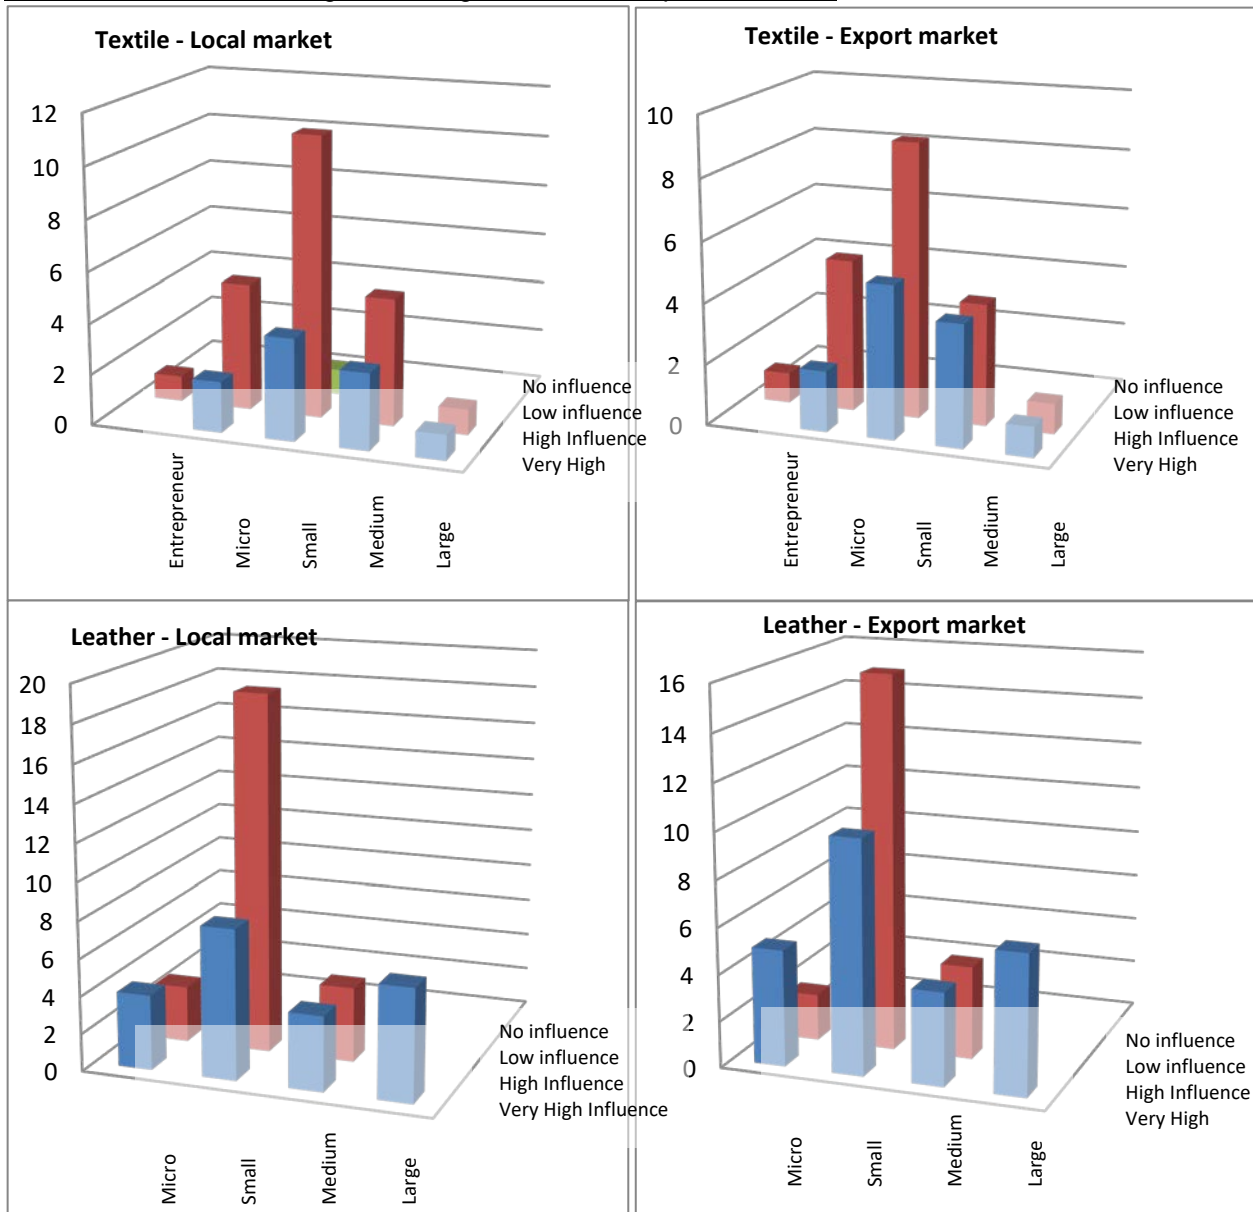 Textile - Local market
12
10
8
6
4
2
0
No influence
Low influence
High Influence
Very High
Entrepreneur
Micro
Small
Medium
Large
Textile - Export market
10
8
6
4
2
0
No influence
Low influence
High Influence
Very High
Entrepreneur
Micro
Small
Medium
Large
Leather - Local market
20
18
16
14
12
10
8
6
4
2
0
No influence
Low influence
High Influence
Very High Influence
Micro
Small
Medium
Large
Leather - Export market
16
14
12
10
8
6
4
2
0
No influence
Low influence
High Influence
Very High
Micro
Small
Medium
Large